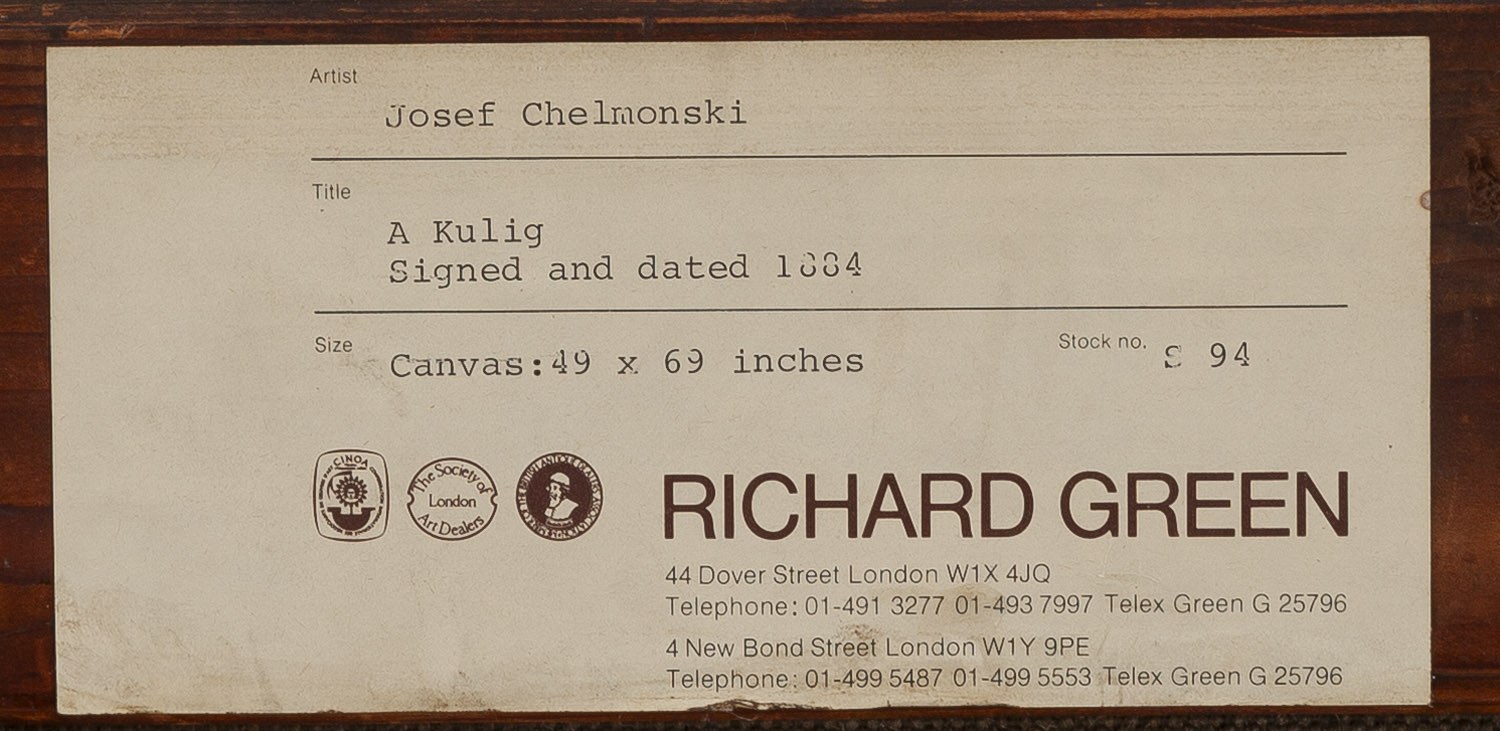 Artist
Josef Chelmonski
Title
A Kulig
Signed and dated 1884
Size
Canvas:49 x 69 inches
Stock no.
S 94
CINOA
The Society of
London
Art Dealers
RICHARD GREEN
44 Dover Street London W1X 4JQ
Telephone: 01-491 3277 01-493 7997 Telex Green G 25796
4 New Bond Street London W1Y 9PE
Telephone: 01-499 5487 01-499 5553 Telex Green G 25796